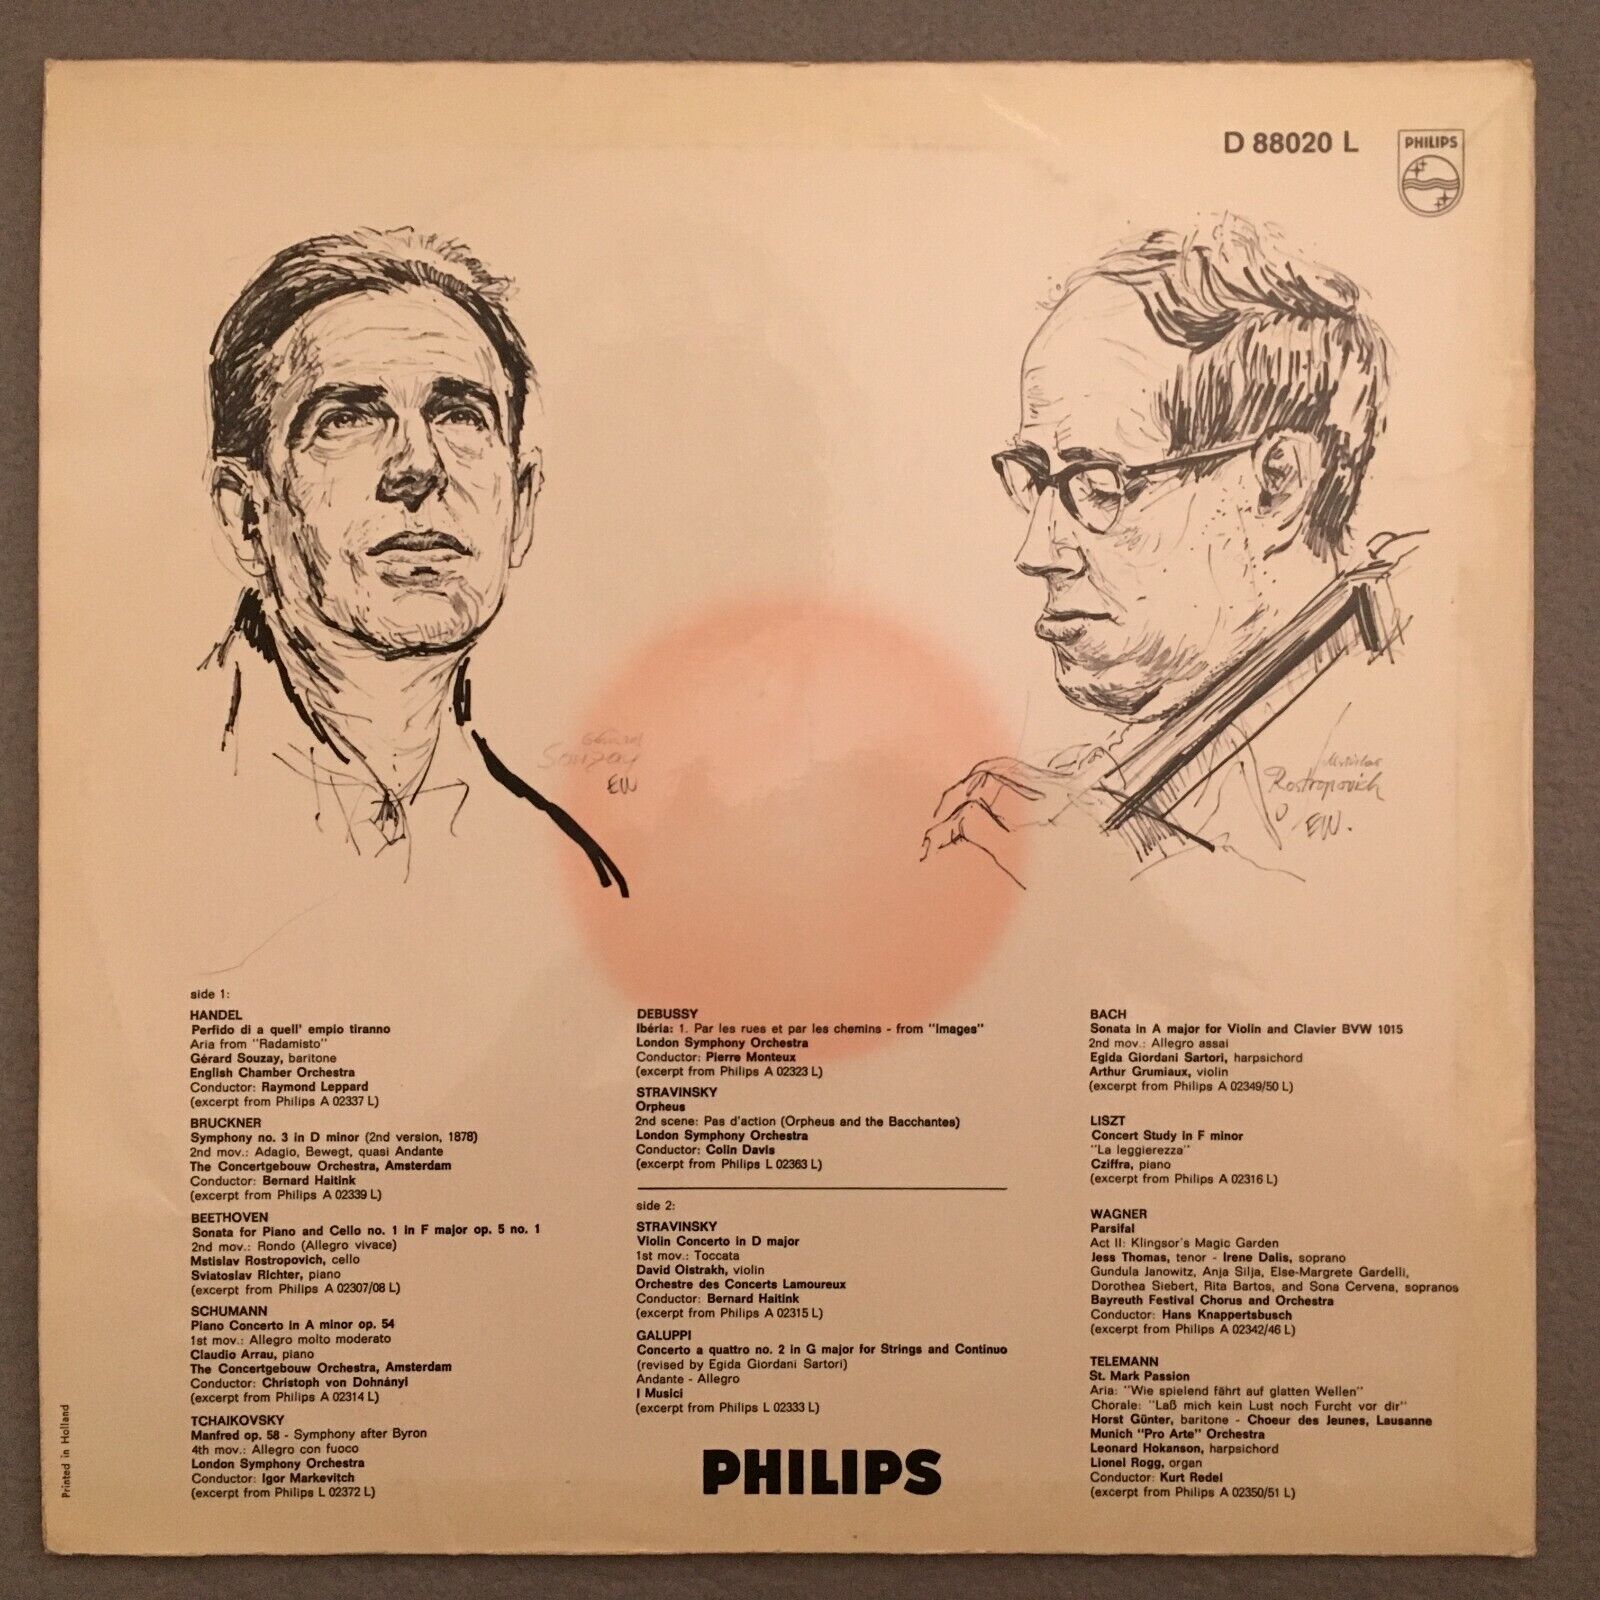 D 88020 L
PHILIPS
Gérard
Souzay
EW
Rostropovich
EW.
side 1:
HANDEL
Perfido di a quell' empio tiranno
Aria from "Radamisto"
Gérard Souzay, baritone
English Chamber Orchestra
Conductor: Raymond Leppard
(excerpt from Philips A 02337 L)
BRUCKNER
Symphony no. 3 in D minor (2nd version, 1878)
2nd mov.: Adagio, Bewegt, quasi Andante
The Concertgebouw Orchestra, Amsterdam
Conductor: Bernard Haitink
(excerpt from Philips A 02339 L)
BEETHOVEN
Sonata for Piano and Cello no. 1 in F major op. 5 no. 1
2nd mov.: Rondo (Allegro vivace)
Mstislav Rostropovich, cello
Sviatoslav Richter, piano
(excerpt from Philips A 02307/08 L)
SCHUMANN
Piano Concerto in A minor op. 54
1st mov.: Allegro molto moderato
Claudio Arrau, piano
The Concertgebouw Orchestra, Amsterdam
Conductor: Christoph von Dohnányi
(excerpt from Philips A 02314 L)
TCHAIKOVSKY
Manfred op. 58 - Symphony after Byron
4th mov.: Allegro con fuoco
London Symphony Orchestra
Conductor: Igor Markevitch
(excerpt from Philips L 02372 L)
DEBUSSY
Ibéria: 1. Par les rues et par les chemins - from "Images"
London Symphony Orchestra
Conductor: Pierre Monteux
(excerpt from Philips A 02323 L)
STRAVINSKY
Orpheus
2nd scene: Pas d'action (Orpheus and the Bacchantes)
London Symphony Orchestra
Conductor: Colin Davis
(excerpt from Philips L 02363 L)
side 2:
STRAVINSKY
Violin Concerto in D major
1st mov.: Toccata
David Oistrakh, violin
Orchestre des Concerts Lamoureux
Conductor: Bernard Haitink
(excerpt from Philips A 02315 L)
GALUPPI
Concerto a quattro no. 2 in G major for Strings and Continuo
(revised by Egida Giordani Sartori)
Andante - Allegro
I Musici
(excerpt from Philips L 02333 L)
BACH
Sonata in A major for Violin and Clavier BVW 1015
2nd mov.: Allegro assai
Egida Giordani Sartori, harpsichord
Arthur Grumiaux, violin
(excerpt from Philips A 02349/50 L)
LISZT
Concert Study in F minor
"La leggierezza"
Cziffra, piano
(excerpt from Philips A 02316 L)
WAGNER
Parsifal
Act II: Klingsor's Magic Garden
Jess Thomas, tenor - Irene Dalis, soprano
Gundula Janowitz, Anja Silja, Else-Margrete Gardelli,
Dorothea Siebert, Rita Bartos, and Sona Cervena, sopranos
Bayreuth Festival Chorus and Orchestra
Conductor: Hans Knappertsbusch
(excerpt from Philips A 02342/46 L)
TELEMANN
St. Mark Passion
Aria: "Wie spielend fährt auf glatten Wellen"
Chorale: "Laß mich kein Lust noch Furcht vor dir"
Horst Günter, baritone - Choeur des Jeunes, Lausanne
Munich "Pro Arte" Orchestra
Leonard Hokanson, harpsichord
Lionel Rogg, organ
Conductor: Kurt Redel
(excerpt from Philips A 02350/51 L)
PHILIPS
Printed in Holland